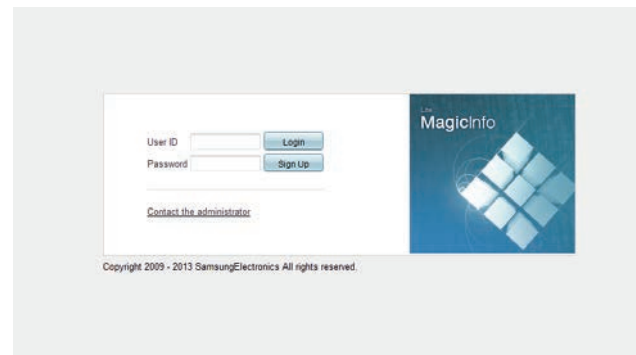 Lite
MagicInfo
User ID
Login
Password
Sign Up
Contact the administrator
Copyright 2009 - 2013 SamsungElectronics All rights reserved.